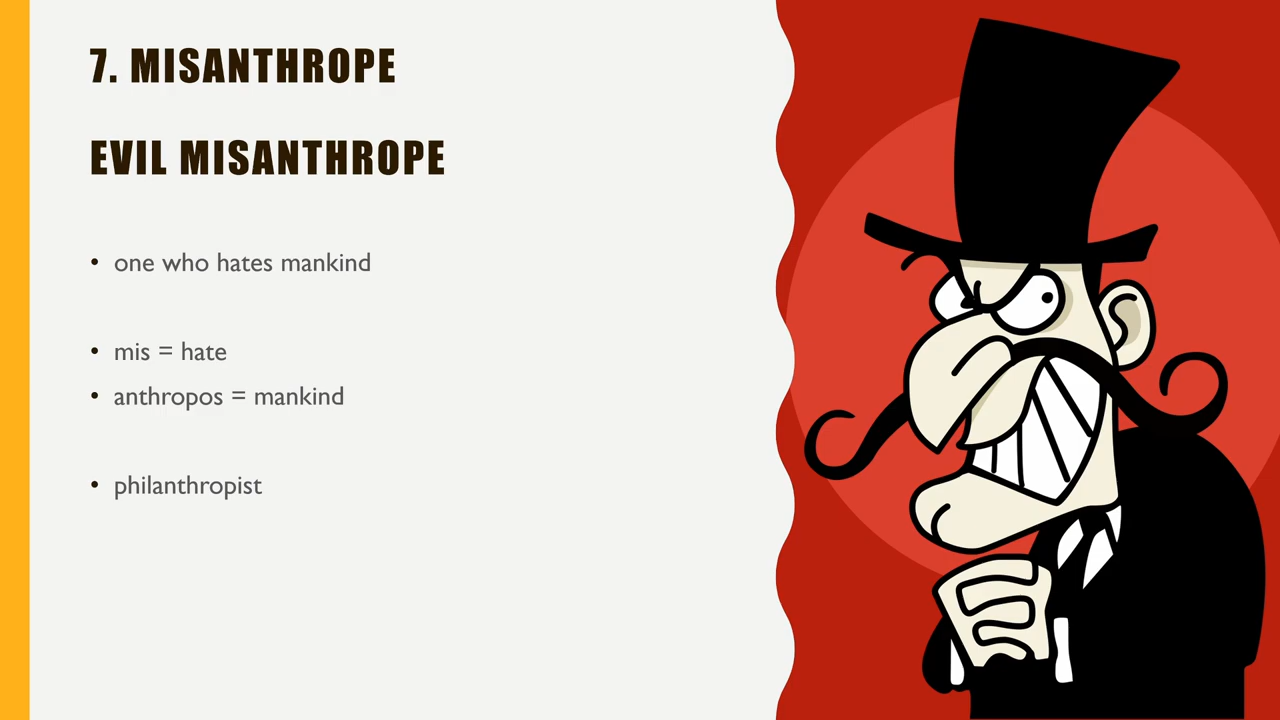 7. MISANTHROPE
EVIL MISANTHROPE
• one who hates mankind
• mis = hate
• anthropos = mankind
• philanthropist